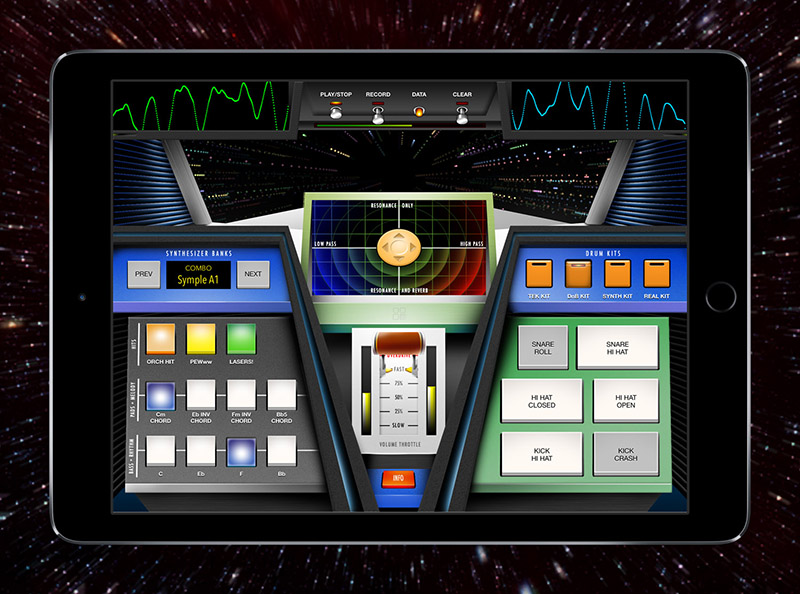 PLAY/STOP RECORD DATA CLEAR
RESONANCE ONLY
LOW PASS HIGH PASS
RESONANCE AND REVERB
SYNTHESIZER BANKS
PREV
COMBO
Symple A1
NEXT
DRUM KITS
TEK KIT DoB KIT SYNTH KIT REAL KIT
HITS
ORCH HIT PEWww LASERS!
PADS + MELODY
Cm
CHORD
Eb INV
CHORD
Fm INV
CHORD
Bb5
CHORD
BASS + RHYTHM
C Eb F Bb
OVERDRIVE
FAST
75%
50%
25%
SLOW
VOLUME THROTTLE
INFO
SNARE
ROLL
SNARE
HI HAT
HI HAT
CLOSED
HI HAT
OPEN
KICK
HI HAT
KICK
CRASH